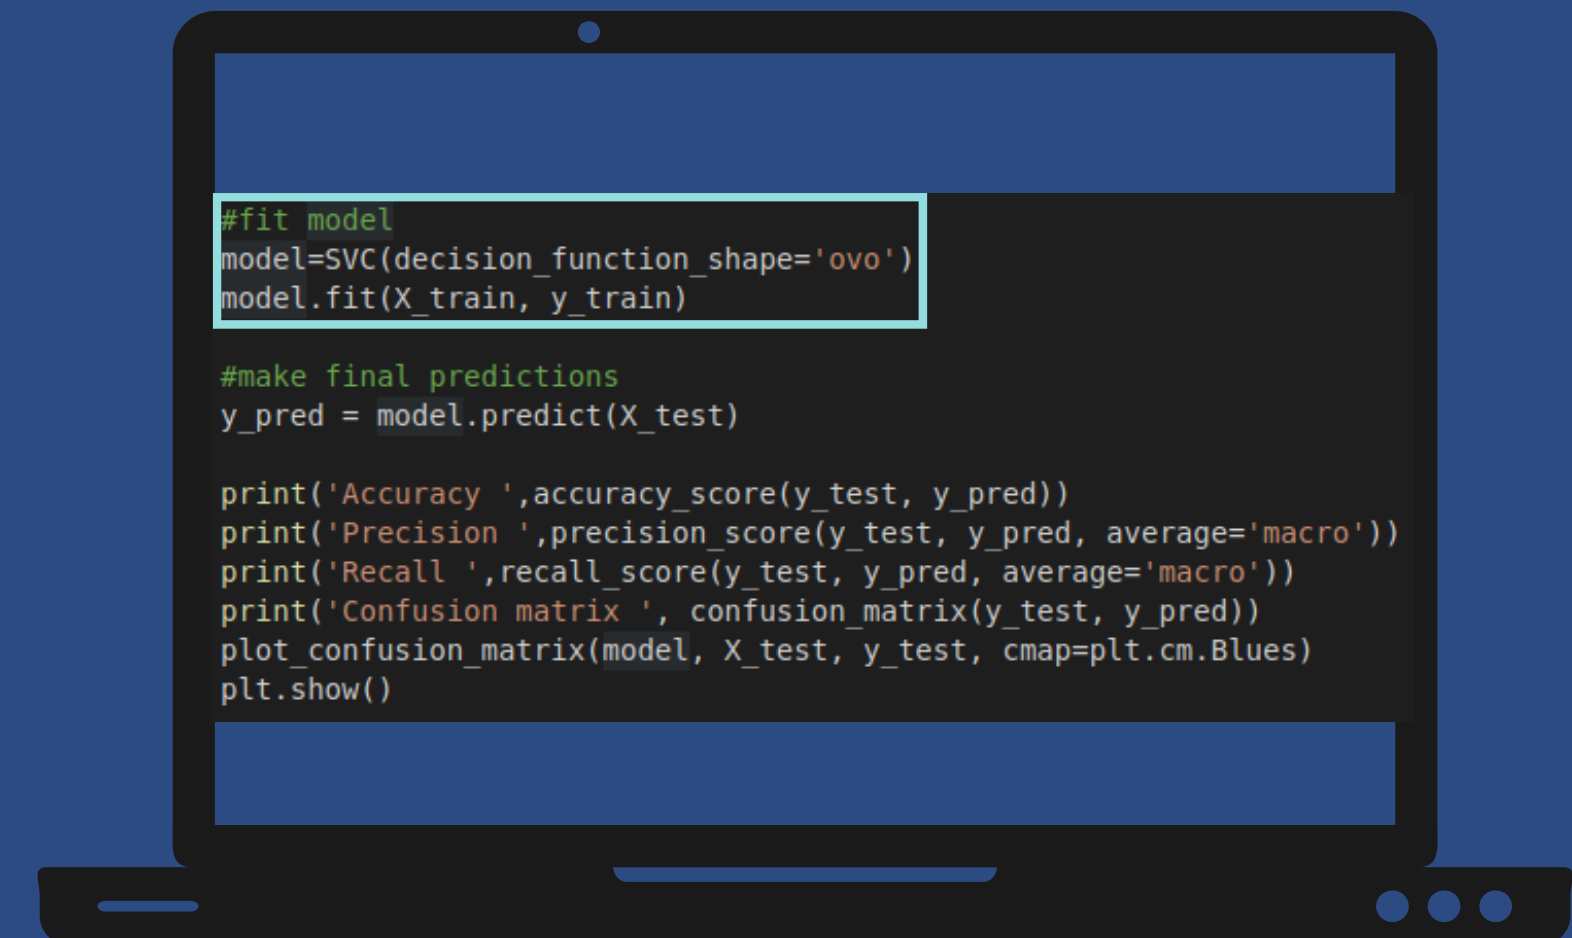 #fit model
model=SVC(decision_function_shape='ovo')
model.fit(X_train, y_train)
#make final predictions
y_pred = model.predict(X_test)
print('Accuracy ',accuracy_score(y_test, y_pred))
print('Precision ',precision_score(y_test, y_pred, average='macro'))
print('Recall ',recall_score(y_test, y_pred, average='macro'))
print('Confusion matrix ', confusion_matrix(y_test, y_pred))
plot_confusion_matrix(model, X_test, y_test, cmap=plt.cm.Blues)
plt.show()